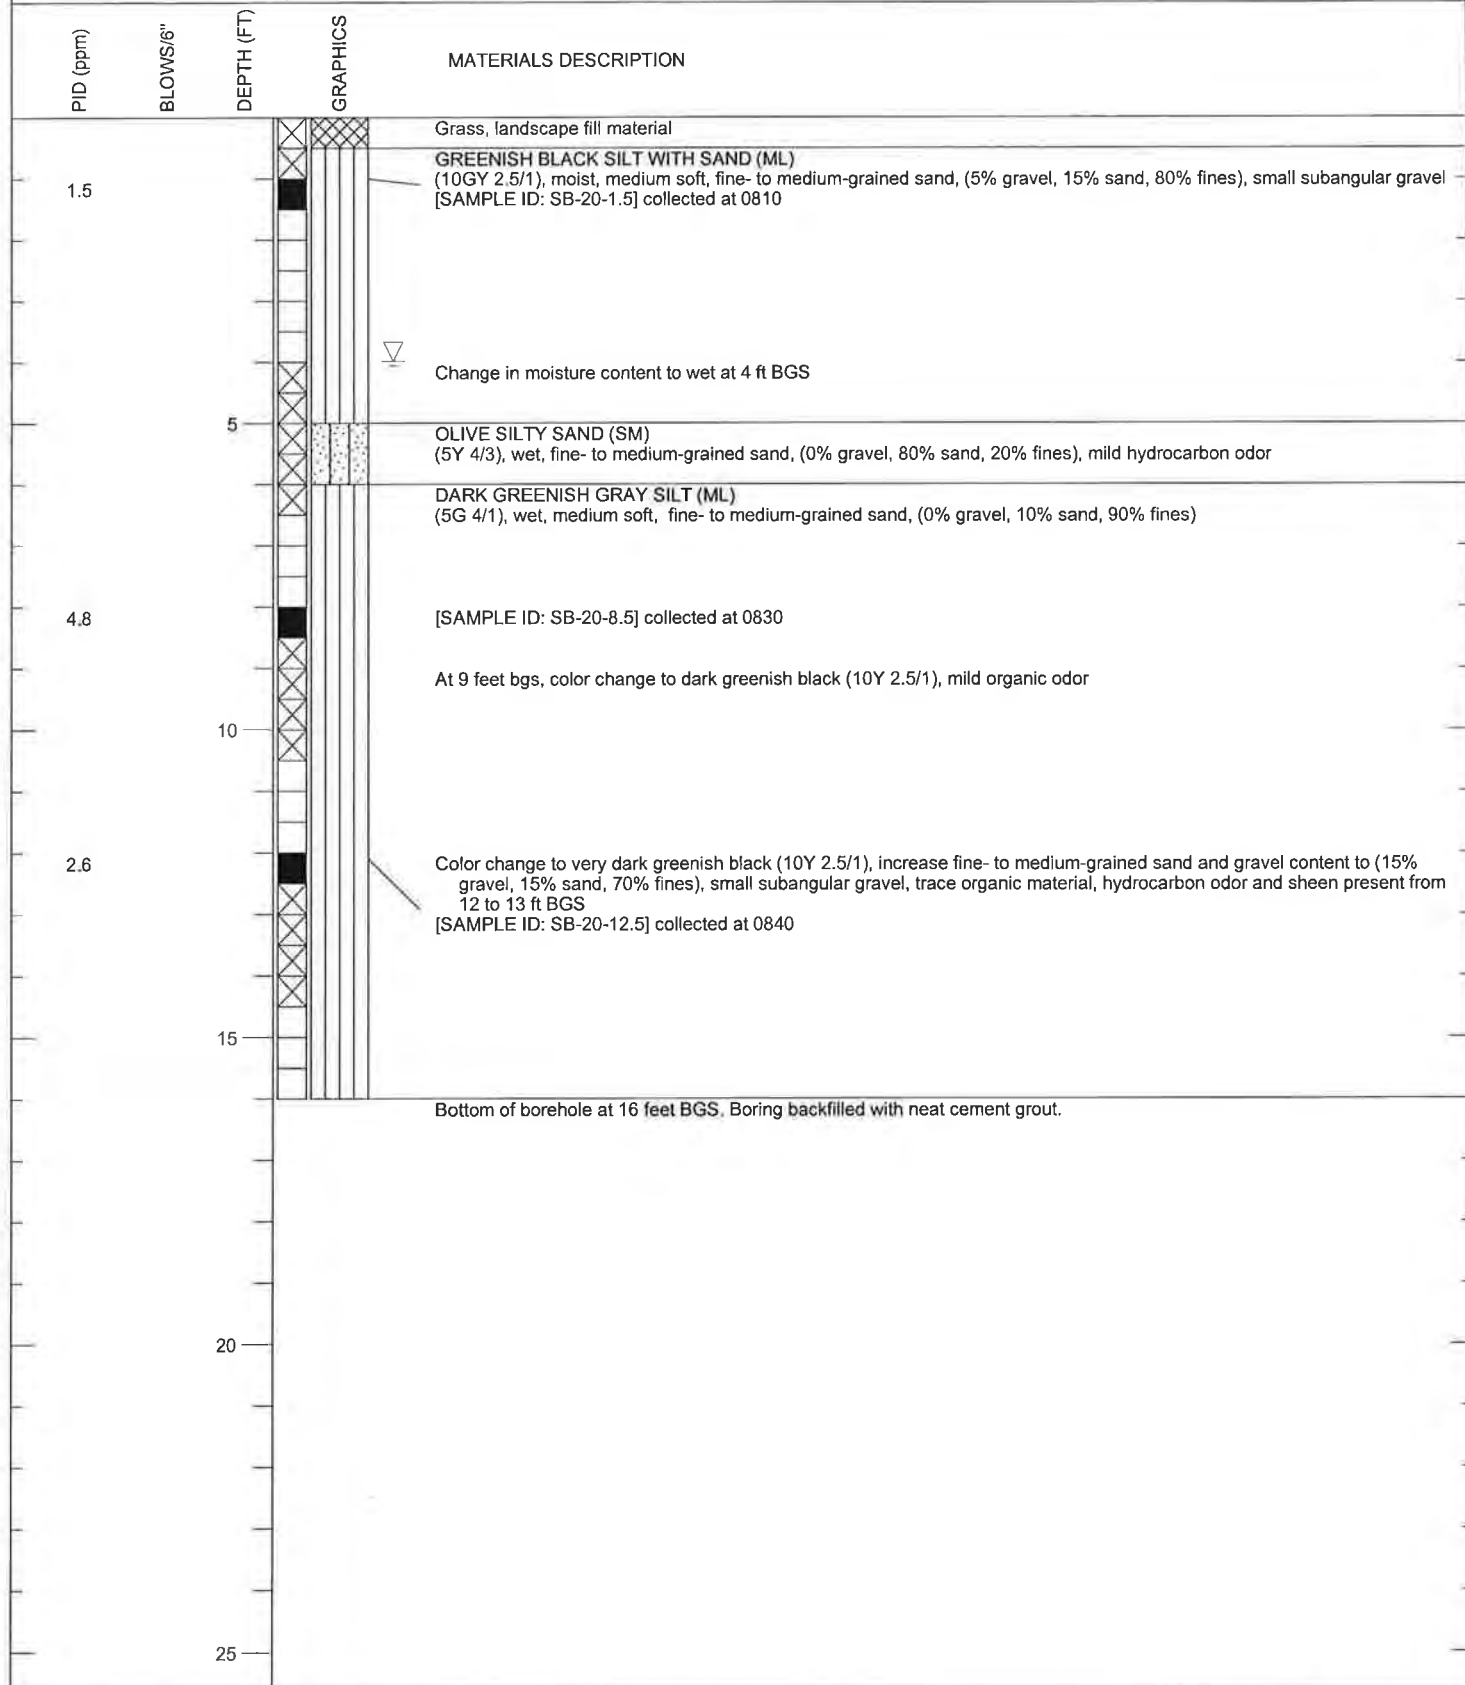 PID (ppm)
BLOWS/6"
DEPTH (FT)
GRAPHICS
MATERIALS DESCRIPTION
Grass, landscape fill material
GREENISH BLACK SILT WITH SAND (ML)
(10GY 2.5/1), moist, medium soft, fine- to medium-grained sand, (5% gravel, 15% sand, 80% fines), small subangular gravel
1.5
[SAMPLE ID: SB-20-1.5] collected at 0810
Change in moisture content to wet at 4 ft BGS
5
OLIVE SILTY SAND (SM)
(5Y 4/3), wet, fine- to medium-grained sand, (0% gravel, 80% sand, 20% fines), mild hydrocarbon odor
DARK GREENISH GRAY SILT (ML)
(5G 4/1), wet, medium soft, fine- to medium-grained sand, (0% gravel, 10% sand, 90% fines)
4.8
[SAMPLE ID: SB-20-8.5] collected at 0830
At 9 feet bgs, color change to dark greenish black (10Y 2.5/1), mild organic odor
10
2.6
Color change to very dark greenish black (10Y 2.5/1), increase fine- to medium-grained sand and gravel content to (15%
gravel, 15% sand, 70% fines), small subangular gravel, trace organic material, hydrocarbon odor and sheen present from
12 to 13 ft BGS
[SAMPLE ID: SB-20-12.5] collected at 0840
15
Bottom of borehole at 16 feet BGS. Boring backfilled with neat cement grout.
20
25